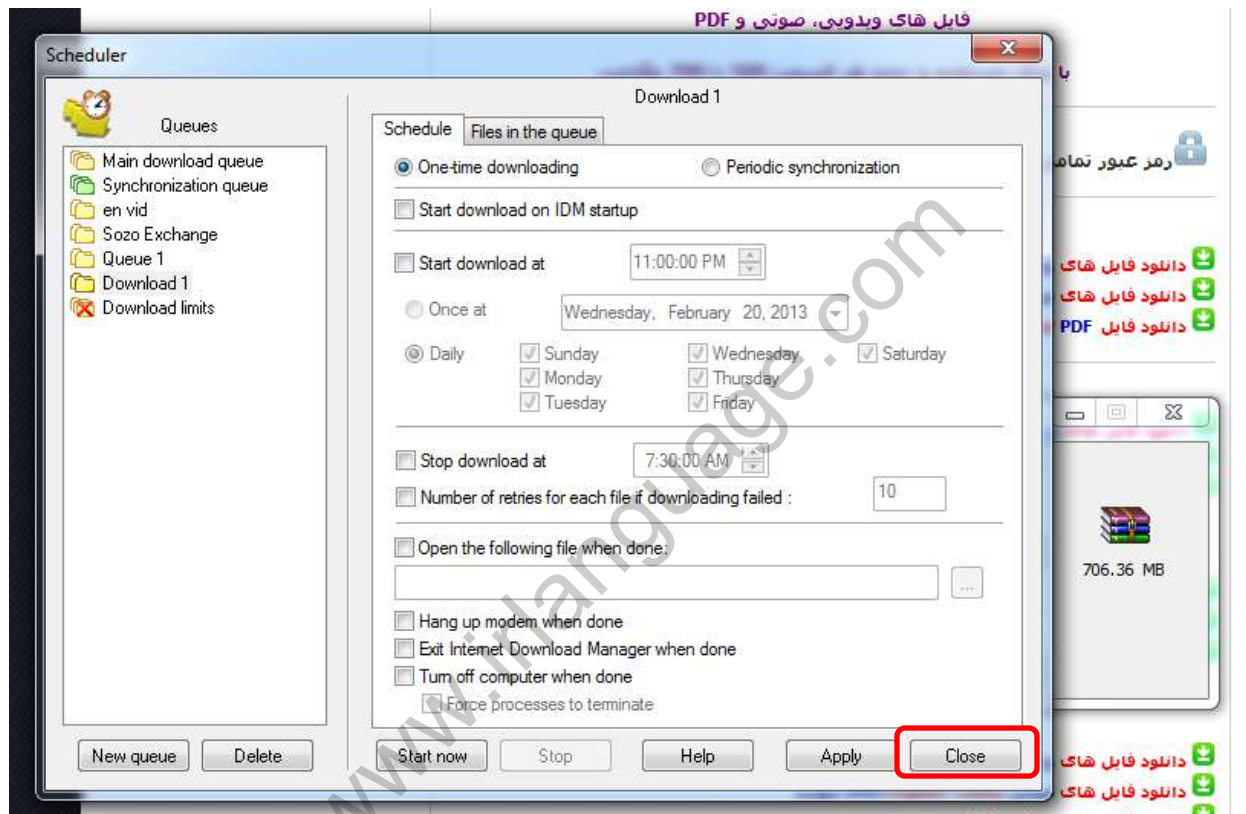 فایل های ویدویی، صوتی و PDF
Scheduler
با
Download 1
Queues
Schedule
Files in the queue
Main download queue
Synchronization queue
en vid
Sozo Exchange
Queue 1
Download 1
Download limits
One-time downloading
Periodic synchronization
رمز عبور تمام
Start download on IDM startup
Start download at
11:00:00 PM
Once at
Wednesday, February 20, 2013
Daily
Sunday
Wednesday
Saturday
Monday
Thursday
Tuesday
Friday
دانلود فایل های
دانلود فایل های
دانلود فایل PDF
Stop download at
7:30:00 AM
Number of retries for each file if downloading failed :
10
Open the following file when done:
...
706.36 MB
Hang up modem when done
Exit Internet Download Manager when done
Turn off computer when done
Force processes to terminate
New queue
Delete
Start now
Stop
Help
Apply
Close
دانلود فایل های
دانلود فایل های
www.irlanguage.com